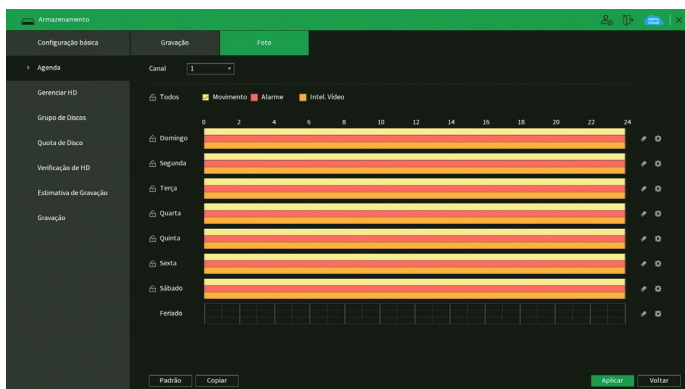 Armazenamento
Configuração básica
Gravação
Foto
Agenda
Canal
1
Gerenciar HD
Todos
Movimento
Alarme
Intel. Vídeo
Grupo de Discos
0 2 4 6 8 10 12 14 16 18 20 22 24
Domingo
Quota de Disco
Segunda
Verificação de HD
Terça
Estimativa de Gravação
Quarta
Gravação
Quinta
Sexta
Sábado
Feriado
Padrão
Copiar
Aplicar
Voltar